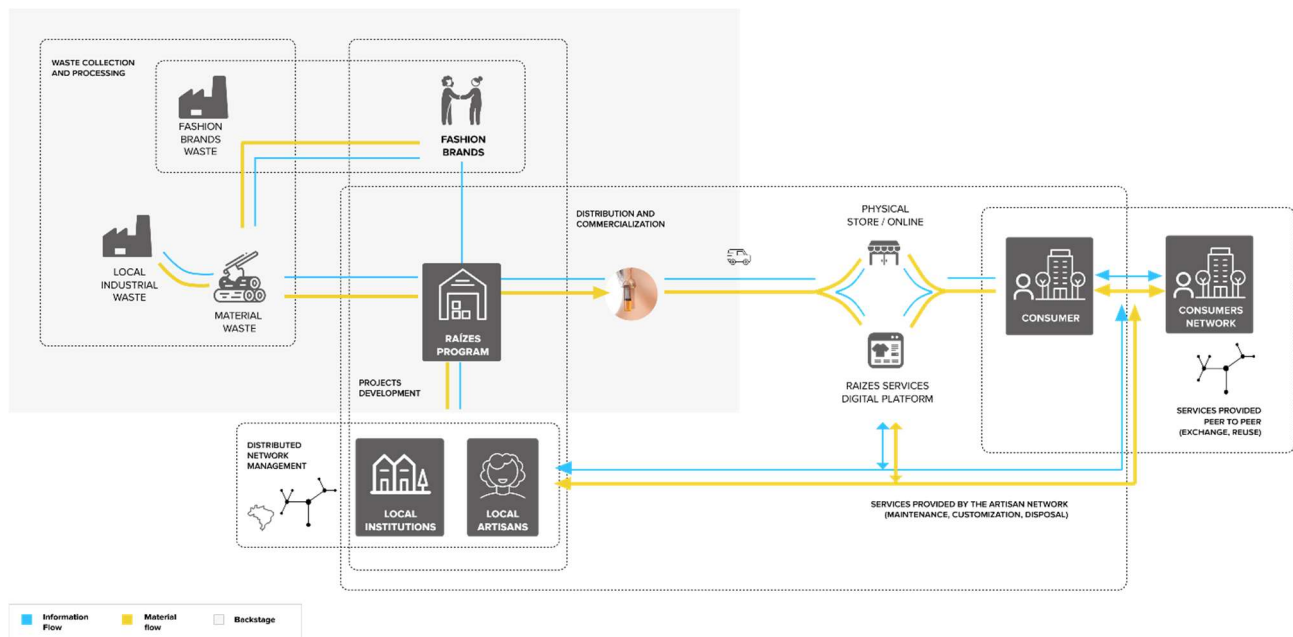 WASTE COLLECTION
AND PROCESSING
FASHION
BRANDS
WASTE
FASHION
BRANDS
LOCAL
INDUSTRIAL
WASTE
MATERIAL
WASTE
RAÍZES
PROGRAM
DISTRIBUTION AND
COMMERCIALIZATION
PHYSICAL
STORE / ONLINE
CONSUMER
CONSUMERS
NETWORK
PROJECTS
DEVELOPMENT
RAIZES SERVICES
DIGITAL PLATFORM
SERVICES PROVIDED
PEER TO PEER
(EXCHANGE, REUSE)
DISTRIBUTED
NETWORK
MANAGEMENT
LOCAL
INSTITUTIONS
LOCAL
ARTISANS
SERVICES PROVIDED BY THE ARTISAN NETWORK
(MAINTENANCE, CUSTOMIZATION, DISPOSAL)
Information
Flow
Material
flow
Backstage